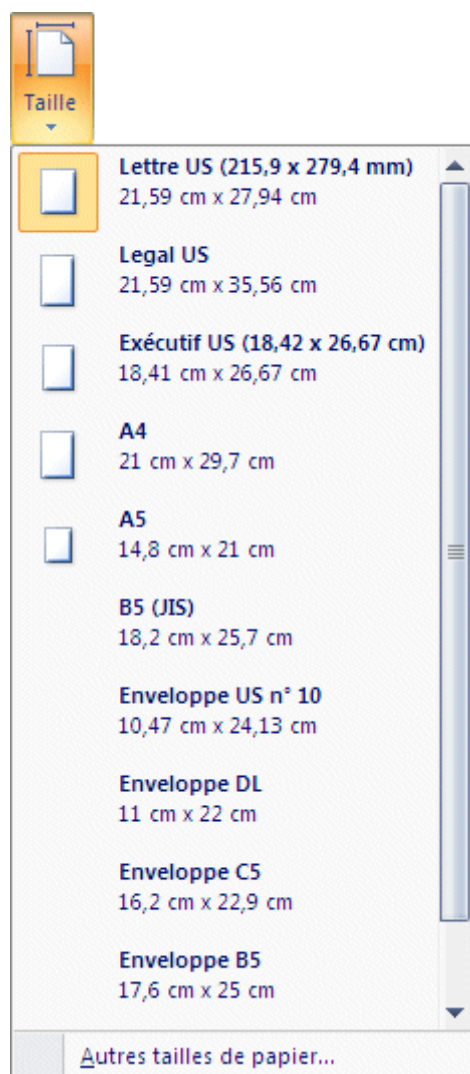 Taille
Lettre US (215,9 x 279,4 mm)
21,59 cm x 27,94 cm
Legal US
21,59 cm x 35,56 cm
Exécutif US (18,42 x 26,67 cm)
18,41 cm x 26,67 cm
A4
21 cm x 29,7 cm
A5
14,8 cm x 21 cm
B5 (JIS)
18,2 cm x 25,7 cm
Enveloppe US n° 10
10,47 cm x 24,13 cm
Enveloppe DL
11 cm x 22 cm
Enveloppe C5
16,2 cm x 22,9 cm
Enveloppe B5
17,6 cm x 25 cm
Autres tailles de papier...